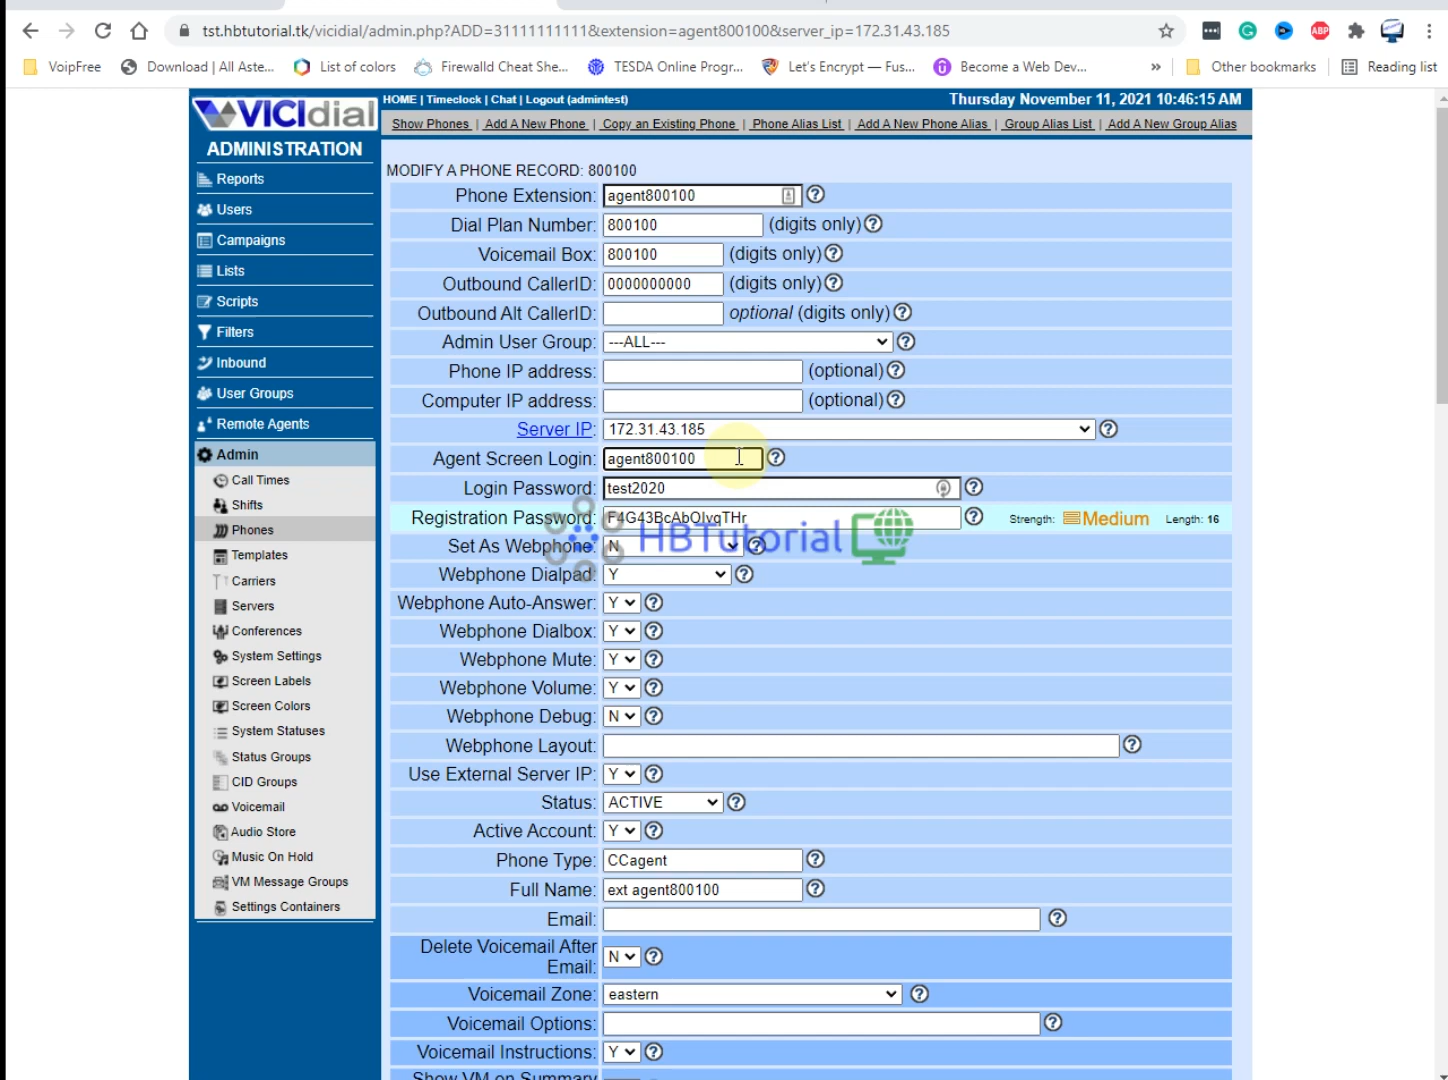 tst.hbtutorial.tk/vicidial/admin.php?ADD=31111111111&extension=agent800100&server_ip=172.31.43.185
ABP
VoipFree
Download | All Aste...
List of colors
Firewalld Cheat She...
TESDA Online Progr...
Let's Encrypt — Fus...
Become a Web Dev...
»
Other bookmarks
Reading list
VICIdial
HOME | Timeclock | Chat | Logout (admintest)
Thursday November 11, 2021 10:46:15 AM
Show Phones | Add A New Phone | Copy an Existing Phone | Phone Alias List | Add A New Phone Alias | Group Alias List | Add A New Group Alias
ADMINISTRATION
Reports
Users
Campaigns
Lists
Scripts
Filters
Inbound
User Groups
Remote Agents
Admin
Call Times
Shifts
Phones
Templates
Carriers
Servers
Conferences
System Settings
Screen Labels
Screen Colors
System Statuses
Status Groups
CID Groups
Voicemail
Audio Store
Music On Hold
VM Message Groups
Settings Containers
MODIFY A PHONE RECORD: 800100
Phone Extension: agent800100
Dial Plan Number: 800100 (digits only)
Voicemail Box: 800100 (digits only)
Outbound CallerID: 0000000000 (digits only)
Outbound Alt CallerID: optional (digits only)
Admin User Group: ---ALL---
Phone IP address: (optional)
Computer IP address: (optional)
Server IP: 172.31.43.185
Agent Screen Login: agent800100
Login Password: test2020
Registration Password: Strength: Medium Length: 16
HBTutorial
Set As Webphone: N
Webphone Dialpad: Y
Webphone Auto-Answer: Y
Webphone Dialbox: Y
Webphone Mute: Y
Webphone Volume: Y
Webphone Debug: N
Webphone Layout:
Use External Server IP: Y
Status: ACTIVE
Active Account: Y
Phone Type: CCagent
Full Name: ext agent800100
Email:
Delete Voicemail After
Email: N
Voicemail Zone: eastern
Voicemail Options:
Voicemail Instructions: Y
Show VM on Summary